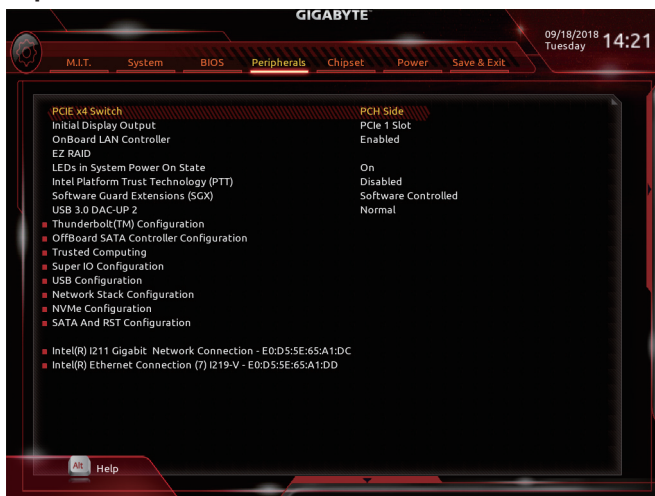 GIGABYTE™
09/18/2018 Tuesday 14:21
M.I.T. System BIOS Peripherals Chipset Power Save & Exit
PCIE x4 Switch PCH Side
Initial Display Output PCIe 1 Slot
OnBoard LAN Controller Enabled
EZ RAID
LEDs in System Power On State On
Intel Platform Trust Technology (PTT) Disabled
Software Guard Extensions (SGX) Software Controlled
USB 3.0 DAC-UP 2 Normal
Thunderbolt(TM) Configuration
OffBoard SATA Controller Configuration
Trusted Computing
Super IO Configuration
USB Configuration
Network Stack Configuration
NVMe Configuration
SATA And RST Configuration
Intel(R) I211 Gigabit Network Connection - E0:D5:5E:65:A1:DC
Intel(R) Ethernet Connection (7) I219-V - E0:D5:5E:65:A1:DD
Alt Help